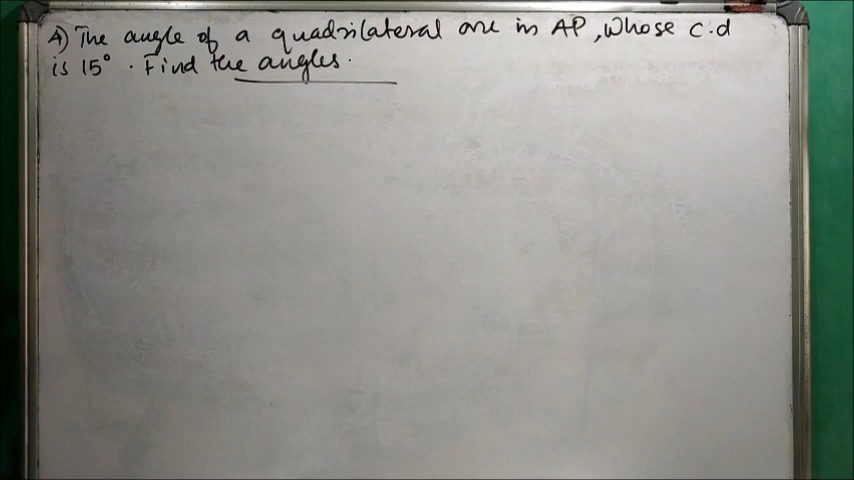 4) The angle of a quadrilateral are in AP, Whose c.d
is 15° . Find the angles.